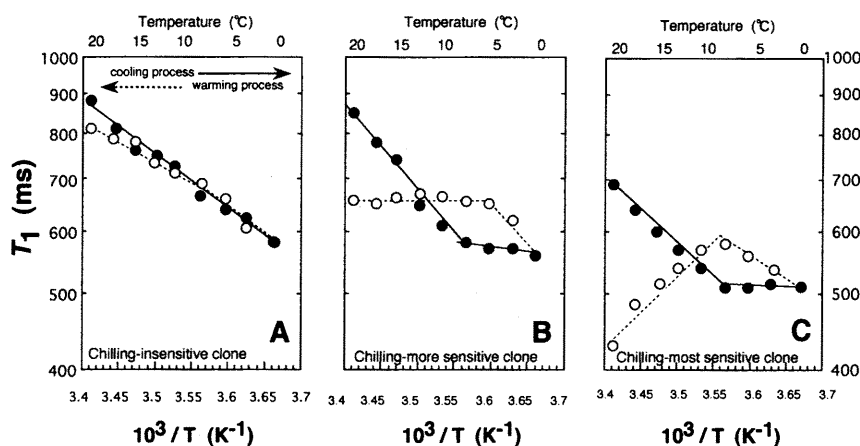 Temperature (℃)
Temperature (℃)
Temperature (℃)
20 15 10 5 0
20 15 10 5 0
20 15 10 5 0
1000
900
800
700
600
500
400
T1 (ms)
cooling process
warming process
A
Chilling-insensitive clone
B
Chilling-more sensitive clone
C
Chilling-most sensitive clone
1000
900
800
700
600
500
400
3.4 3.45 3.5 3.55 3.6 3.65 3.7
3.4 3.45 3.5 3.55 3.6 3.65 3.7
3.4 3.45 3.5 3.55 3.6 3.65 3.7
10³/T (K⁻¹)
10³/T (K⁻¹)
10³/T (K⁻¹)